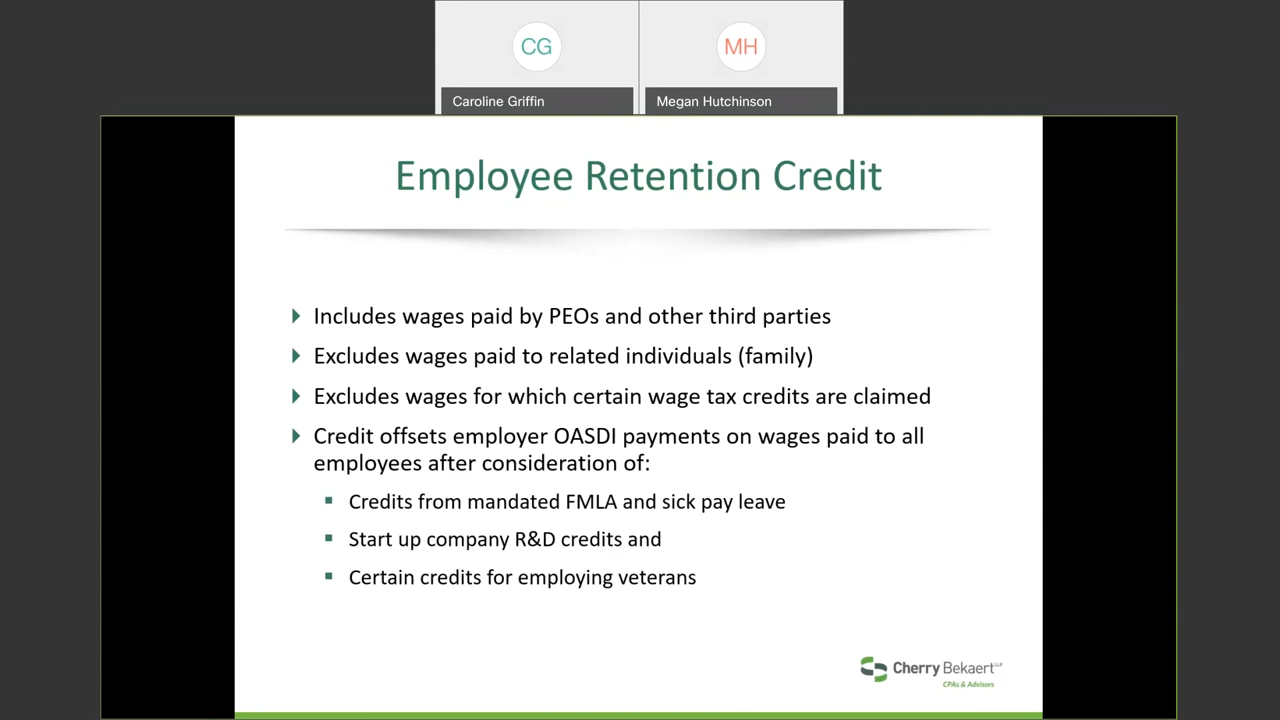 CG
MH
Caroline Griffin
Megan Hutchinson
Employee Retention Credit
Includes wages paid by PEOs and other third parties
Excludes wages paid to related individuals (family)
Excludes wages for which certain wage tax credits are claimed
Credit offsets employer OASDI payments on wages paid to all
employees after consideration of:
Credits from mandated FMLA and sick pay leave
Start up company R&D credits and
Certain credits for employing veterans
Cherry Bekaert LLP
CPAs & Advisors